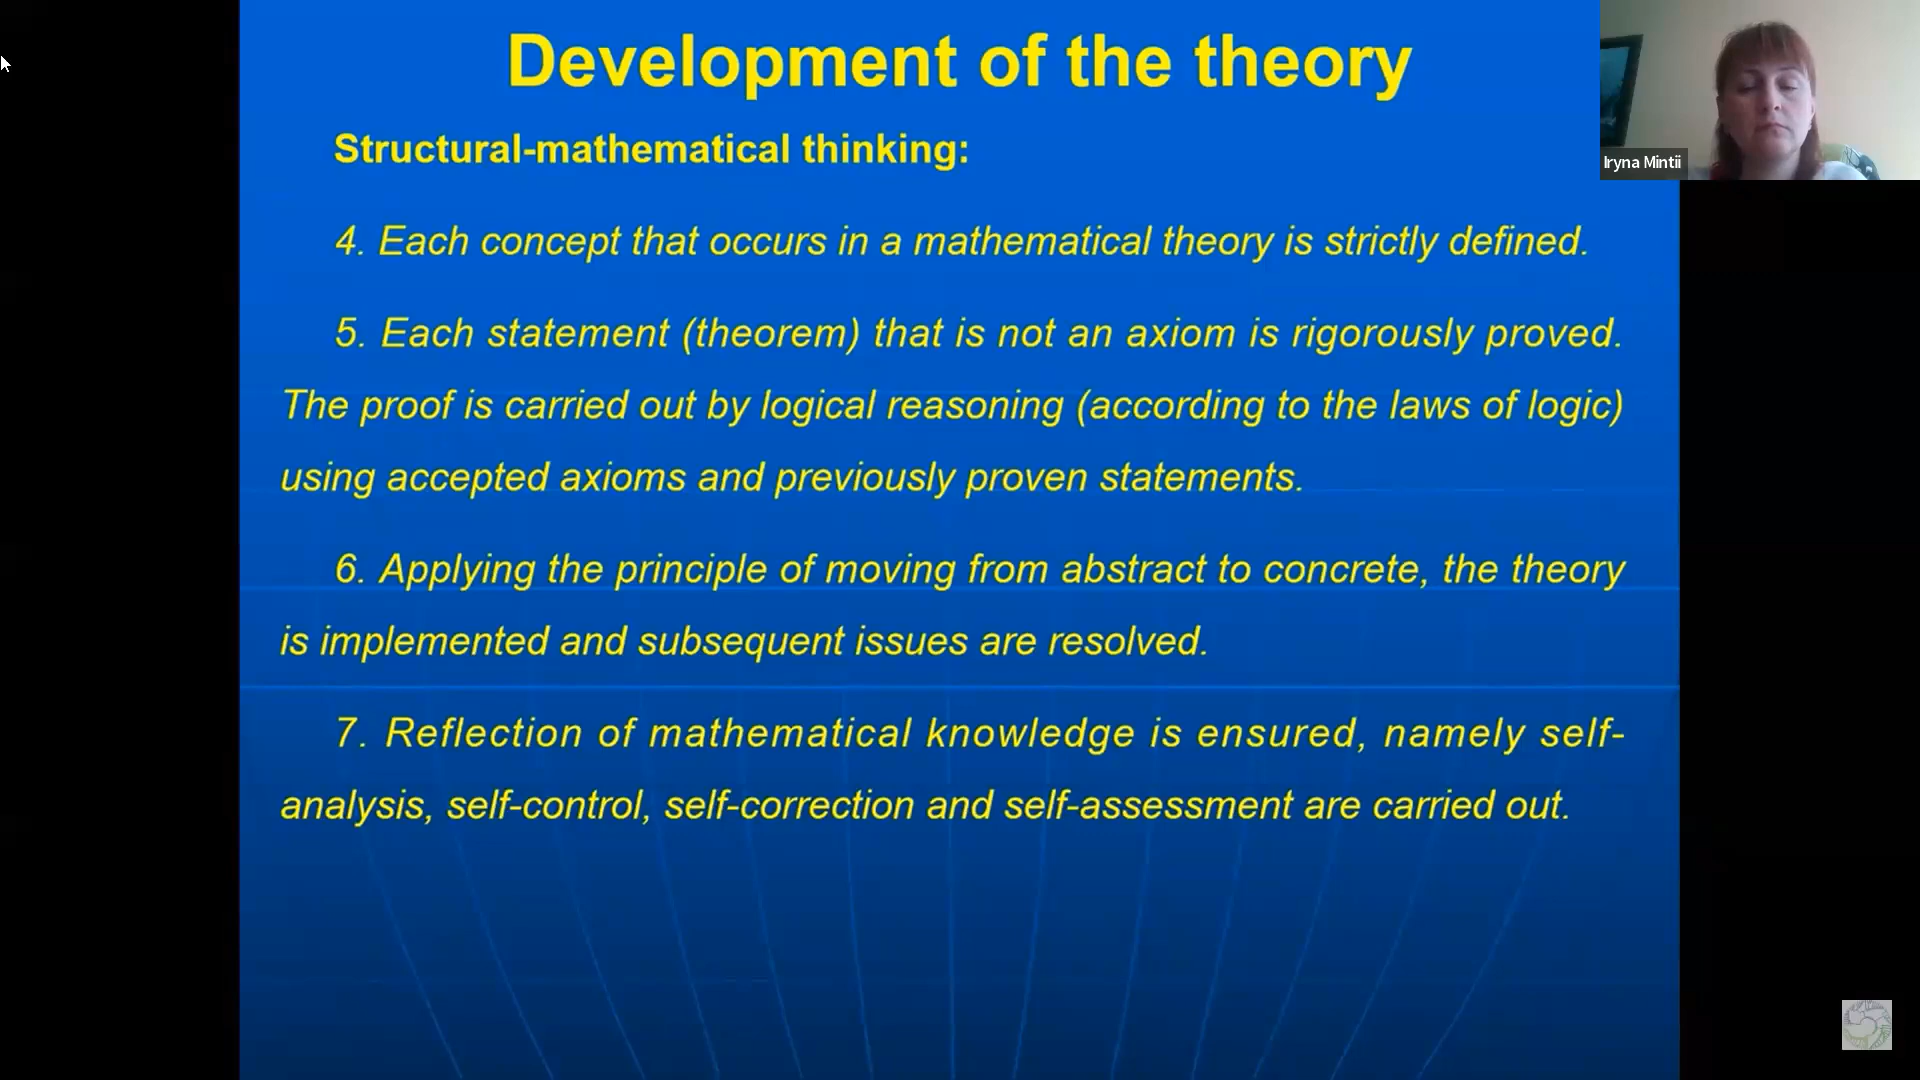 Development of the theory
Iryna Mintii
Structural-mathematical thinking:
4. Each concept that occurs in a mathematical theory is strictly defined.
5. Each statement (theorem) that is not an axiom is rigorously proved.
The proof is carried out by logical reasoning (according to the laws of logic)
using accepted axioms and previously proven statements.
6. Applying the principle of moving from abstract to concrete, the theory
is implemented and subsequent issues are resolved.
7. Reflection of mathematical knowledge is ensured, namely self-
analysis, self-control, self-correction and self-assessment are carried out.